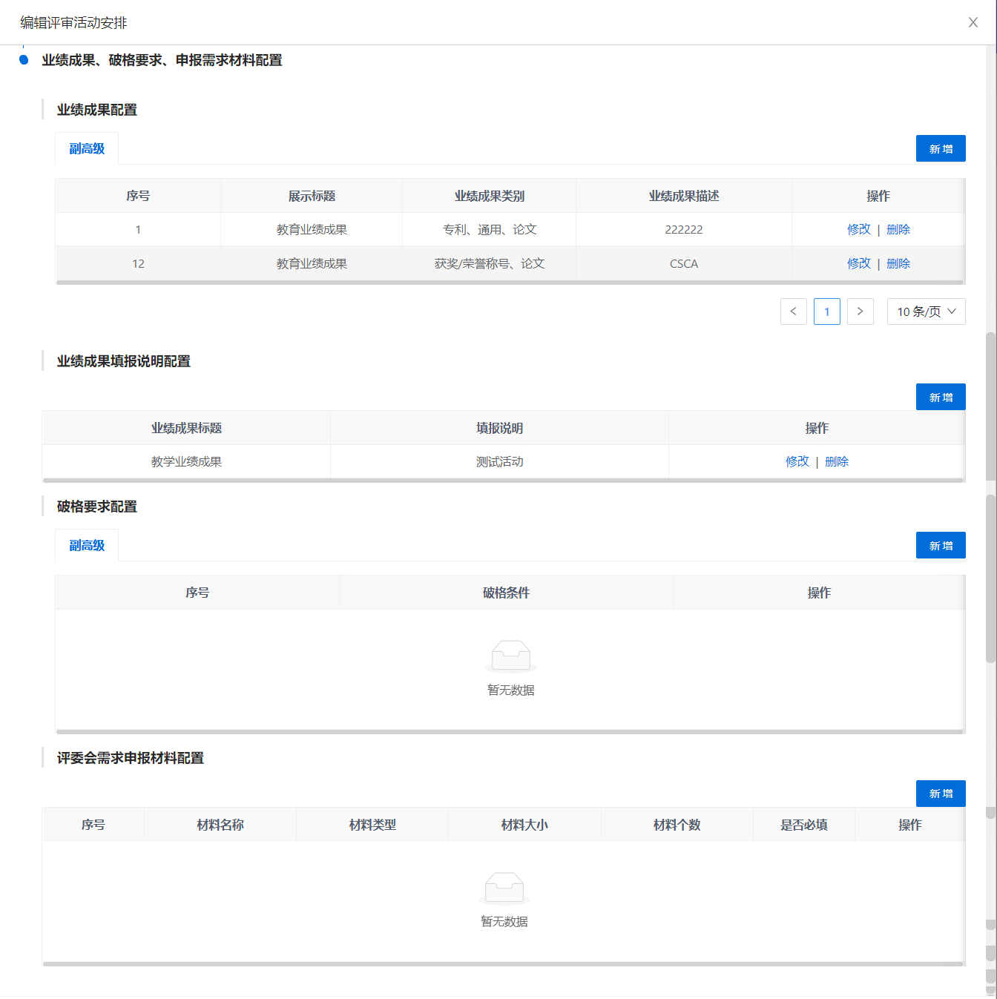 编辑评审活动安排
业绩成果、破格要求、申报需求材料配置
业绩成果配置
副高级
新增
序号 展示标题 业绩成果类别 业绩成果描述 操作
1 教育业绩成果 专利、通用、论文 222222 修改 | 删除
12 教育业绩成果 获奖/荣誉称号、论文 CSCA 修改 | 删除
< 1 > 10 条/页
业绩成果填报说明配置
新增
业绩成果标题 填报说明 操作
教学业绩成果 测试活动 修改 | 删除
破格要求配置
副高级
新增
序号 破格条件 操作
暂无数据
评委会需求申报材料配置
新增
序号 材料名称 材料类型 材料大小 材料个数 是否必填 操作
暂无数据